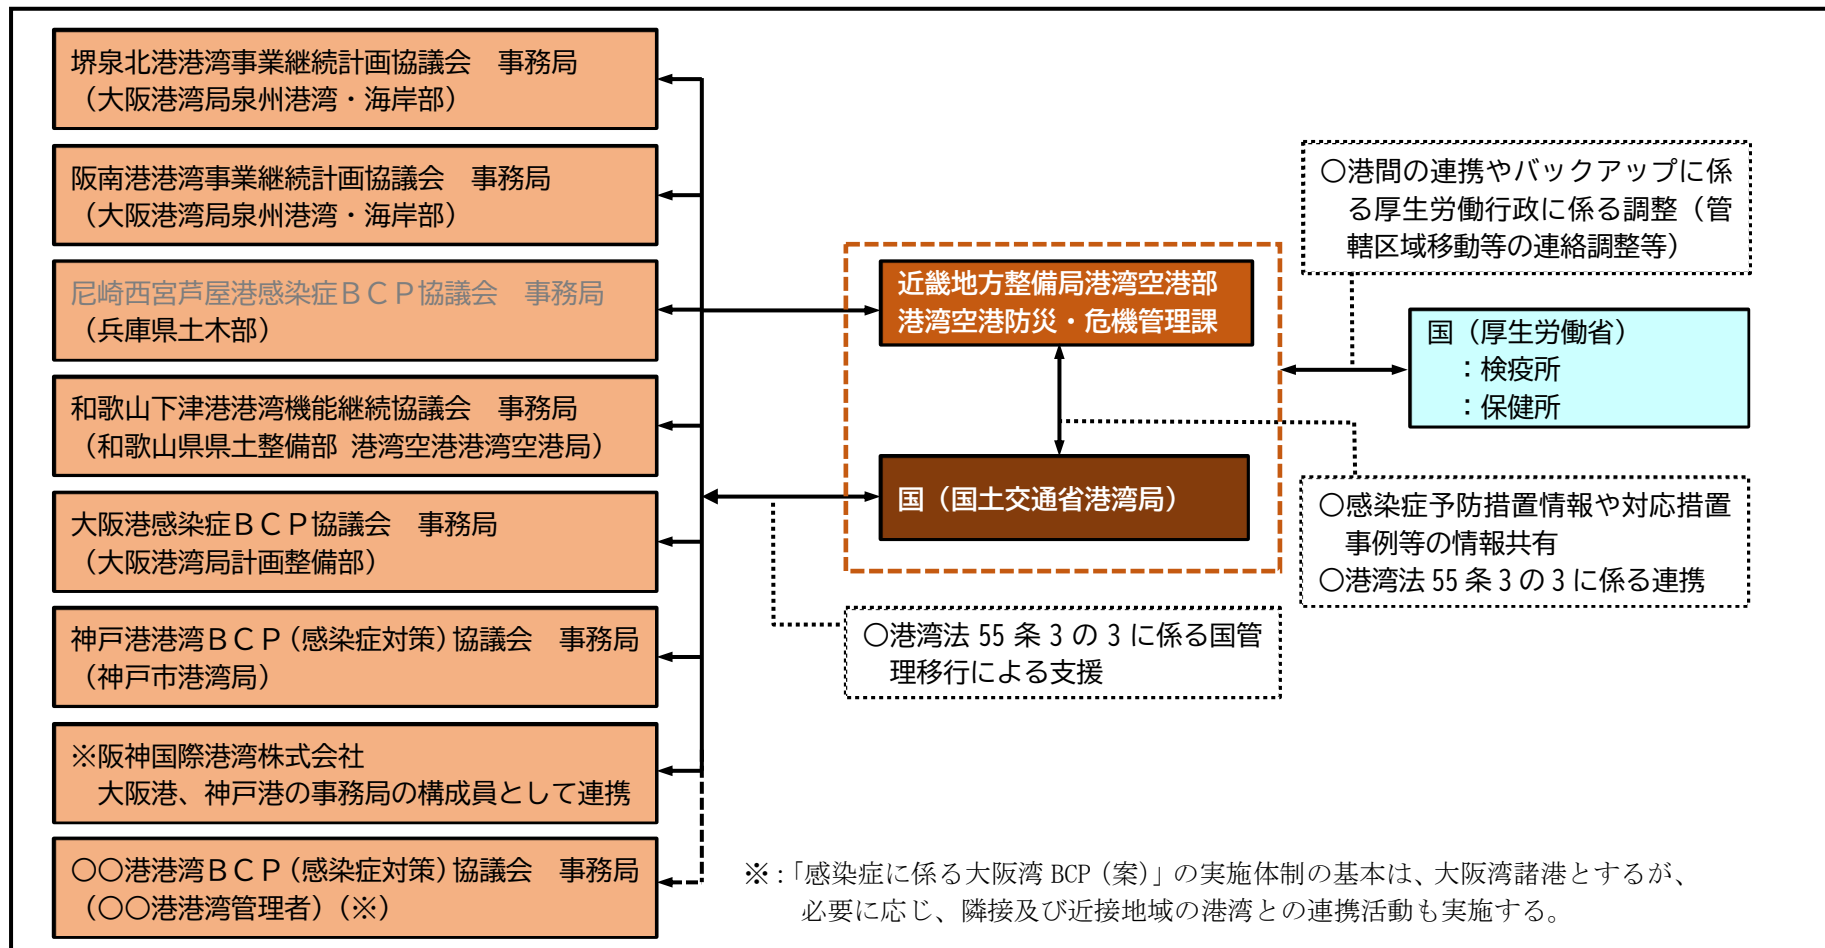 堺泉北港港湾事業継続計画協議会　事務局
（大阪港湾局泉州港湾・海岸部）
阪南港港湾事業継続計画協議会　事務局
（大阪港湾局泉州港湾・海岸部）
尼崎西宮芦屋港感染症ＢＣＰ協議会　事務局
（兵庫県土木部）
和歌山下津港港湾機能継続協議会　事務局
（和歌山県県土整備部 港湾空港港湾空港局）
大阪港感染症ＢＣＰ協議会　事務局
（大阪港湾局計画整備部）
神戸港港湾ＢＣＰ（感染症対策）協議会　事務局
（神戸市港湾局）
※阪神国際港湾株式会社
大阪港、神戸港の事務局の構成員として連携
〇〇港港湾ＢＣＰ（感染症対策）協議会　事務局
（〇〇港港湾管理者）（※）
近畿地方整備局港湾空港部
港湾空港防災・危機管理課
国（国土交通省港湾局）
〇港湾法 55 条 3 の 3 に係る国管
理移行による支援
〇港間の連携やバックアップに係
る厚生労働行政に係る調整（管
轄区域移動等の連絡調整等）
国（厚生労働省）
：検疫所
：保健所
〇感染症予防措置情報や対応措置
事例等の情報共有
〇港湾法 55 条 3 の 3 に係る連携
※：「感染症に係る大阪湾 BCP（案）」の実施体制の基本は、大阪湾諸港とするが、
必要に応じ、隣接及び近接地域の港湾との連携活動も実施する。